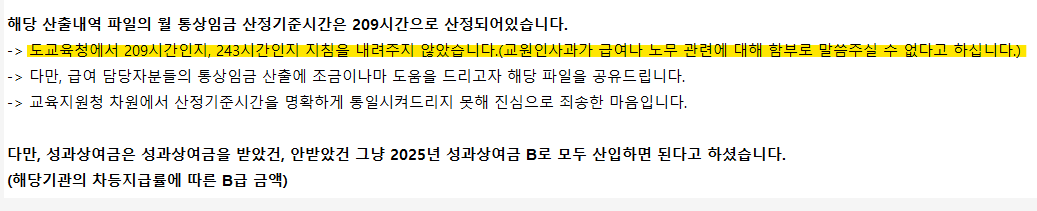 해당 산출내역 파일의 월 통상임금 산정기준시간은 209시간으로 산정되어있습니다.
-> 도교육청에서 209시간인지, 243시간인지 지침을 내려주지 않았습니다.(교원인사과가 급여나 노무 관련에 대해 함부로 말씀주실 수 없다고 하십니다.)
-> 다만, 급여 담당자분들의 통상임금 산출에 조금이나마 도움을 드리고자 해당 파일을 공유드립니다.
-> 교육지원청 차원에서 산정기준시간을 명확하게 통일시켜드리지 못해 진심으로 죄송한 마음입니다.
다만, 성과상여금은 성과상여금을 받았건, 안받았건 그냥 2025년 성과상여금 B로 모두 산입하면 된다고 하셨습니다.
(해당기관의 차등지급률에 따른 B급 금액)